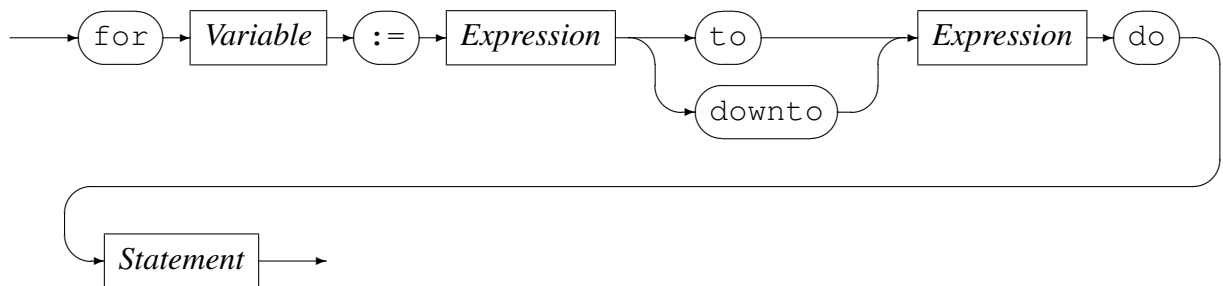 for Variable := Expression to Expression do
downto
Statement